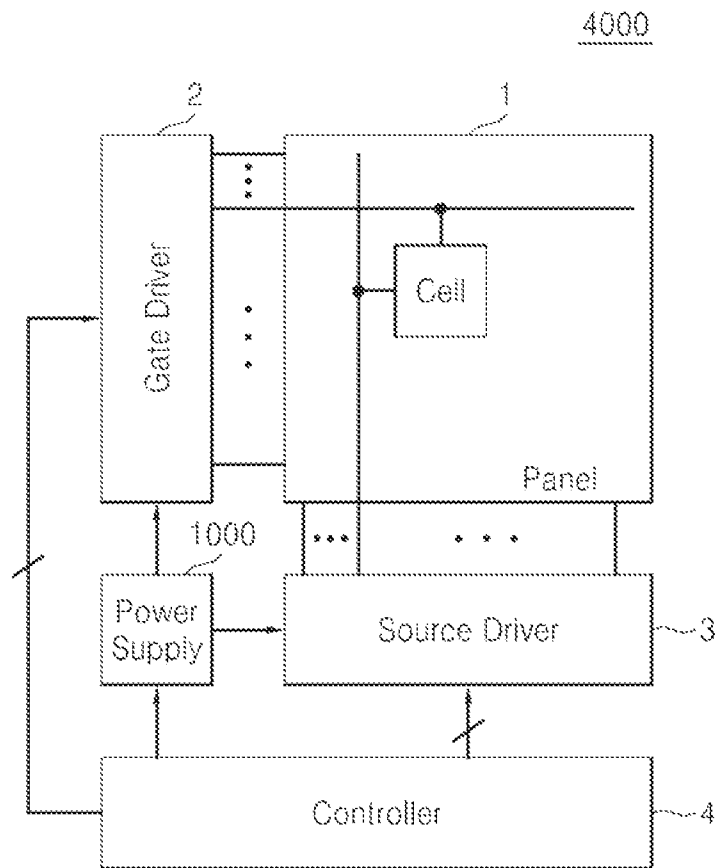 4000
2
1
Gate Driver
Cell
Panel
1000
Power
Supply
Source Driver
3
Controller
4